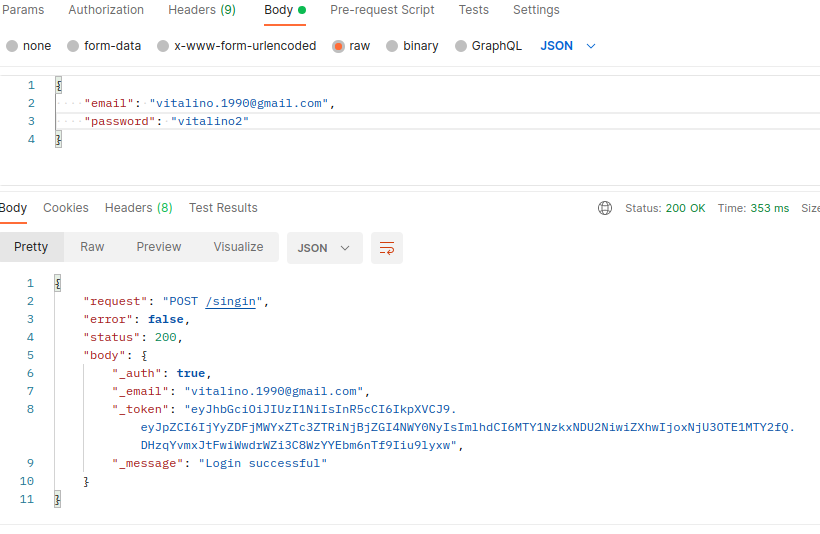 Params Authorization Headers (9) Body Pre-request Script Tests Settings
none form-data x-www-form-urlencoded raw binary GraphQL JSON
1 {
2 "email": "vitalino.1990@gmail.com",
3 "password": "vitalino2"
4 }
Body Cookies Headers (8) Test Results Status: 200 OK Time: 353 ms Size
Pretty Raw Preview Visualize JSON
1 {
2 "request": "POST /singin",
3 "error": false,
4 "status": 200,
5 "body": {
6 "_auth": true,
7 "_email": "vitalino.1990@gmail.com",
8 "_token": "eyJhbGciOiJIUzI1NiIsInR5cCI6IkpXVCJ9.
eyJpZCI6IjYyZDFjMWYxZTc3ZTRiNjBjZGI4NWY0NyIsImlhdCI6MTY1NzkxNDU2NiwiZXhwIjoxNjU3OTE1MTY2fQ.
DHzqYvmxJtFwiWwdrWZi3C8WzYYEbm6nTf9Iiu9lyxw",
9 "_message": "Login successful"
10 }
11 }